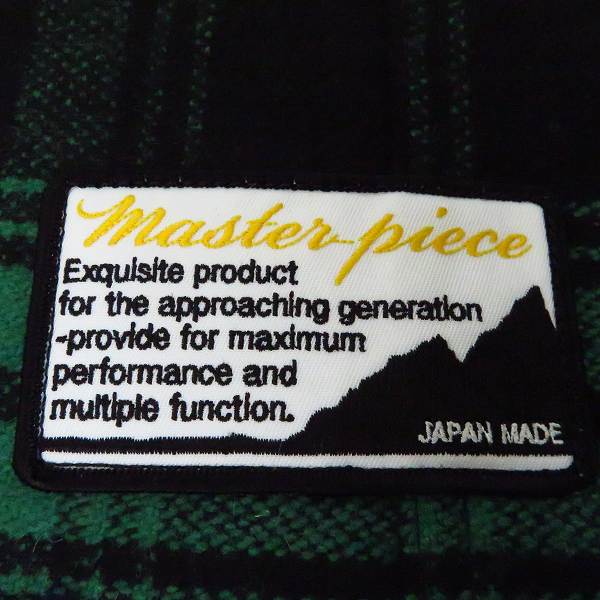 Master-piece
Exquisite product
for the approaching generation
-provide for maximum
performance and
multiple function.
JAPAN MADE